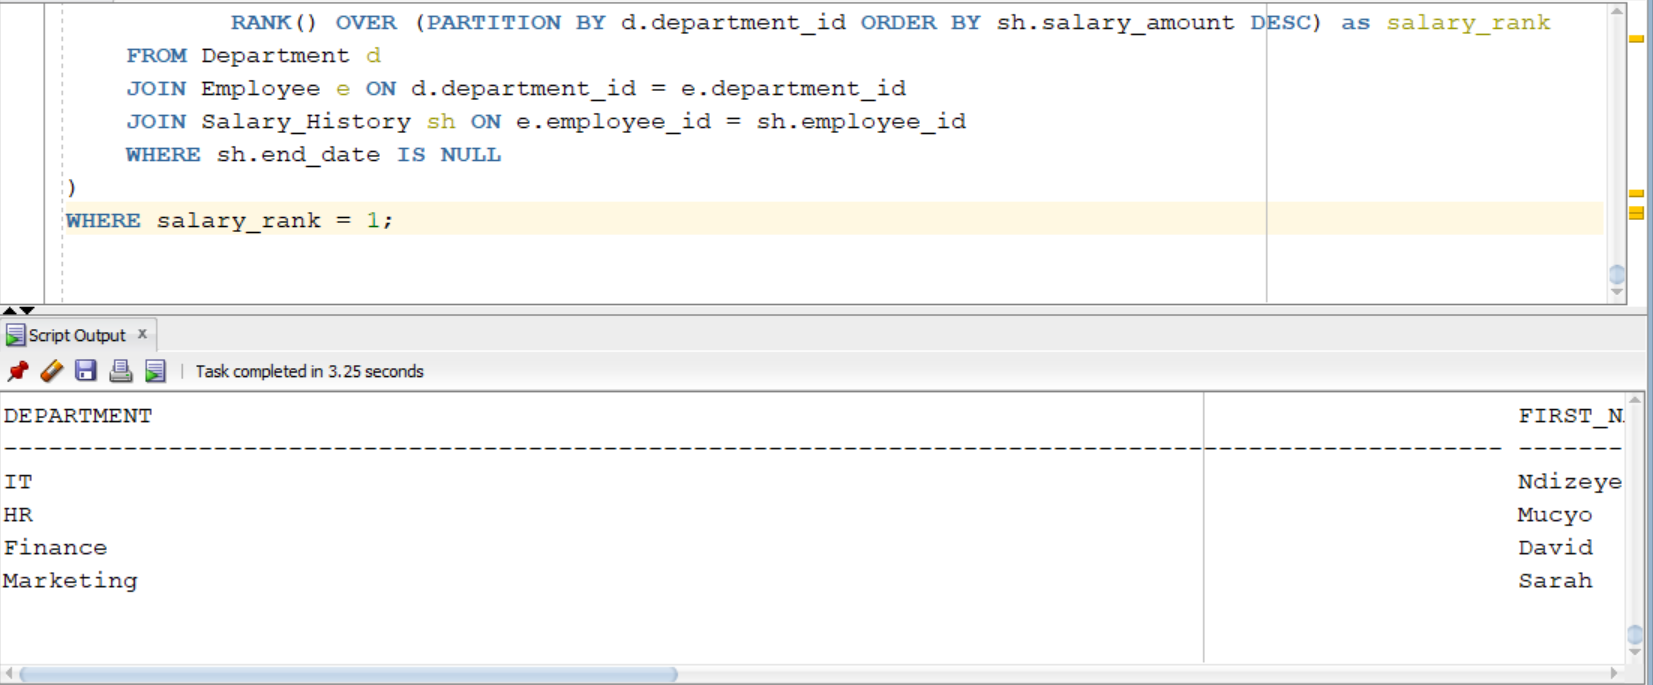 RANK() OVER (PARTITION BY d.department_id ORDER BY sh.salary_amount DESC) as salary_rank
FROM Department d
JOIN Employee e ON d.department_id = e.department_id
JOIN Salary_History sh ON e.employee_id = sh.employee_id
WHERE sh.end_date IS NULL
)
WHERE salary_rank = 1;
Script Output x
Task completed in 3.25 seconds
DEPARTMENT FIRST_N
---------------------------------------------------------------------------------------------------- -------
IT Ndizeye
HR Mucyo
Finance David
Marketing Sarah